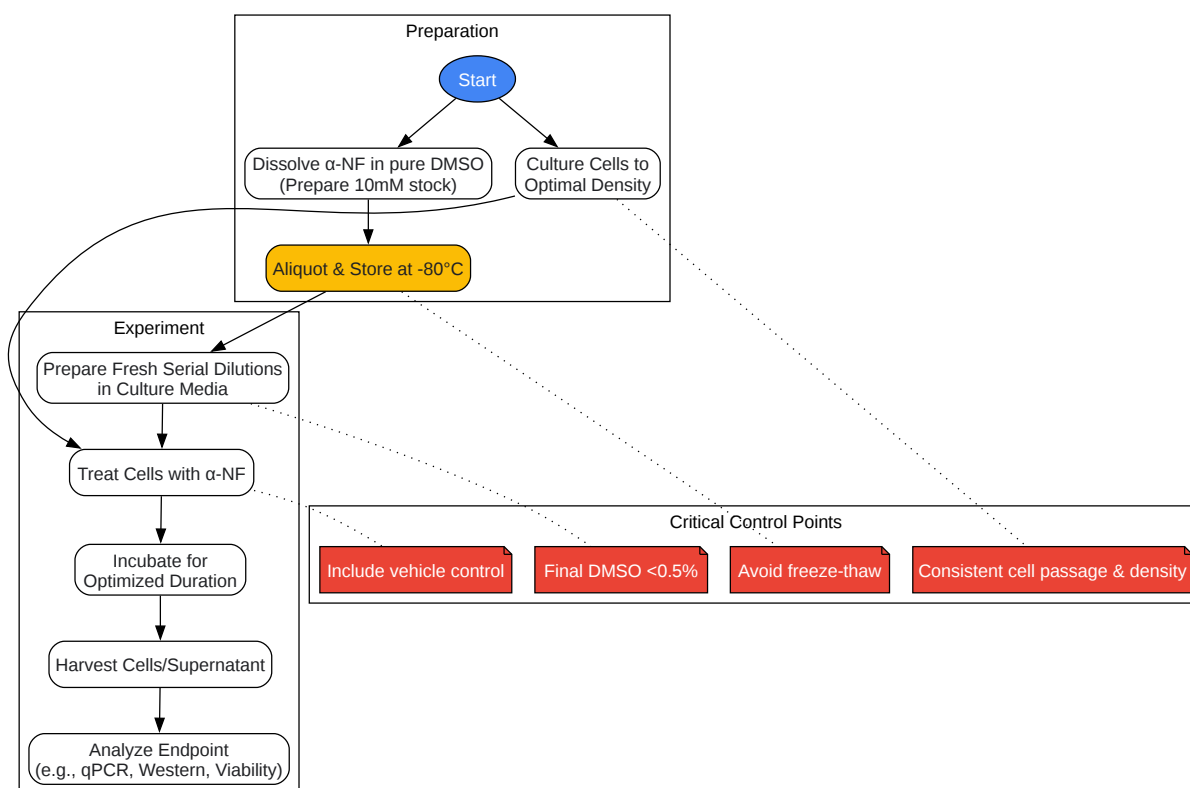 Preparation
Start
Dissolve α-NF in pure DMSO
(Prepare 10mM stock)
Culture Cells to
Optimal Density
Aliquot & Store at -80°C
Experiment
Prepare Fresh Serial Dilutions
in Culture Media
Treat Cells with α-NF
Incubate for
Optimized Duration
Harvest Cells/Supernatant
Analyze Endpoint
(e.g., qPCR, Western, Viability)
Critical Control Points
Include vehicle control
Final DMSO <0.5%
Avoid freeze-thaw
Consistent cell passage & density